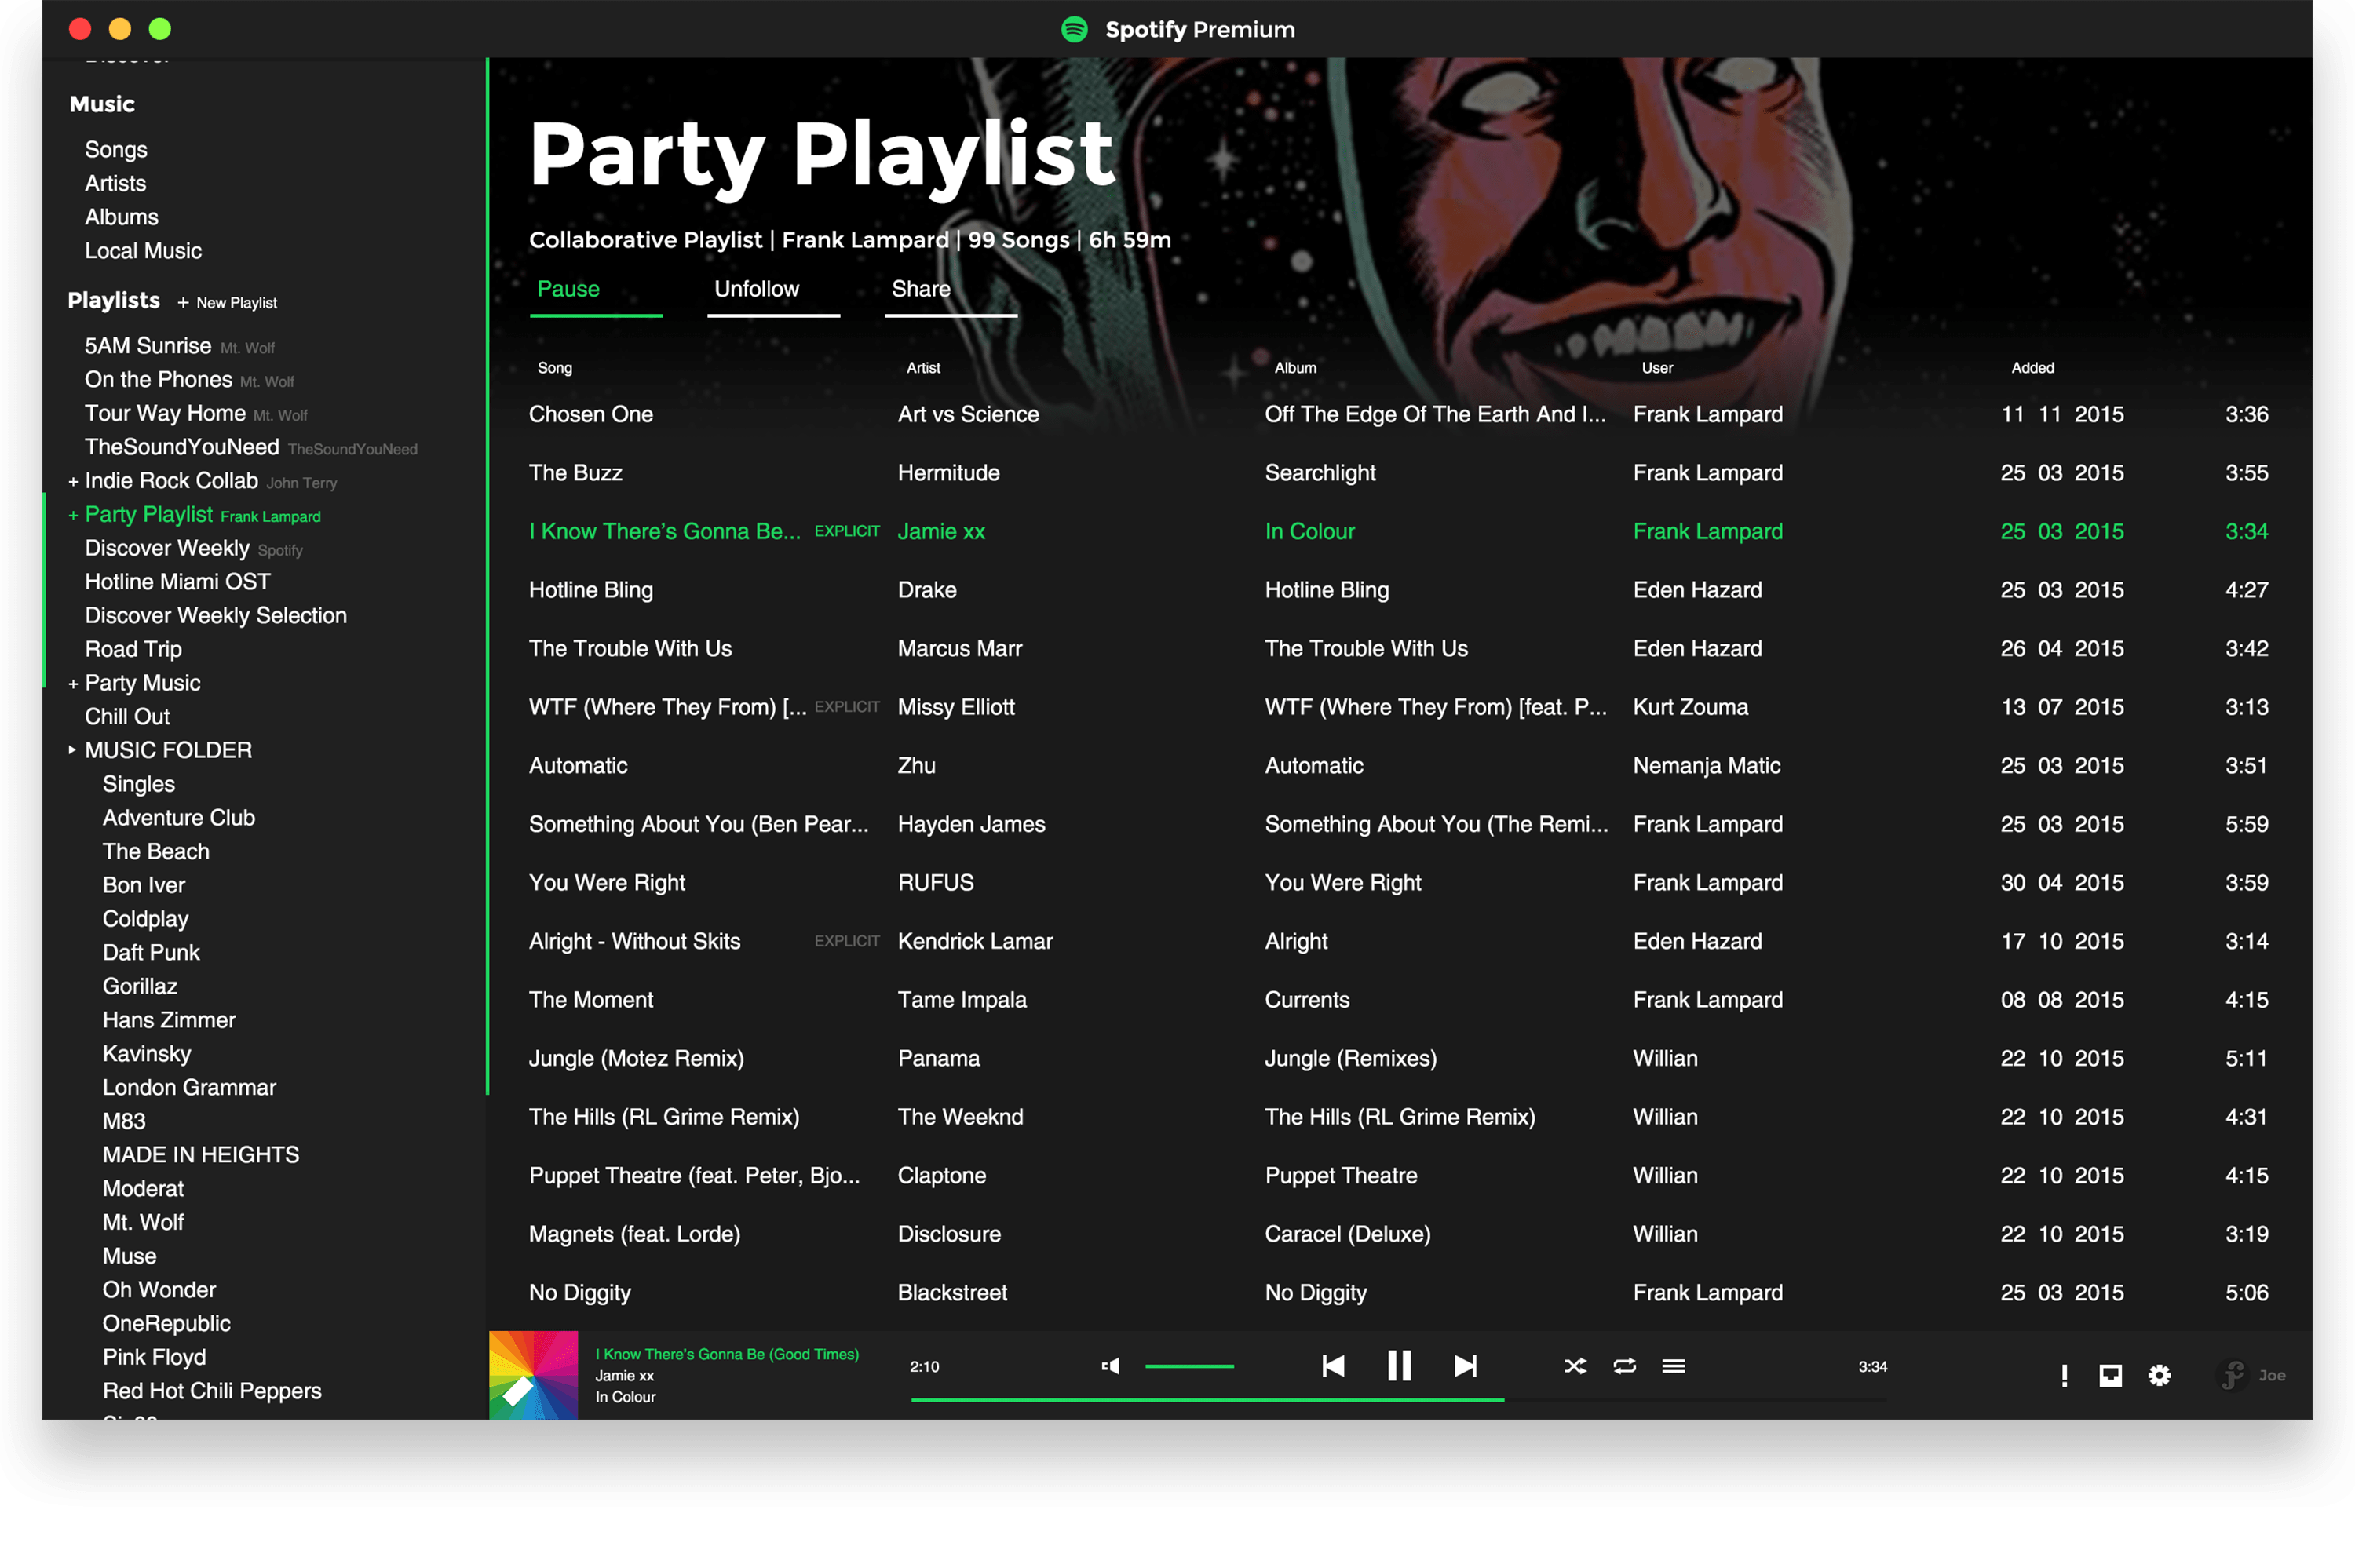 Spotify Premium
Music
Songs
Artists
Albums
Local Music
Playlists + New Playlist
5AM Sunrise Mt. Wolf
On the Phones Mt. Wolf
Tour Way Home Mt. Wolf
TheSoundYouNeed TheSoundYouNeed
+ Indie Rock Collab John Terry
+ Party Playlist Frank Lampard
Discover Weekly Spotify
Hotline Miami OST
Discover Weekly Selection
Road Trip
+ Party Music
Chill Out
MUSIC FOLDER
Singles
Adventure Club
The Beach
Bon Iver
Coldplay
Daft Punk
Gorillaz
Hans Zimmer
Kavinsky
London Grammar
M83
MADE IN HEIGHTS
Moderat
Mt. Wolf
Muse
Oh Wonder
OneRepublic
Pink Floyd
Red Hot Chili Peppers
Party Playlist
Collaborative Playlist | Frank Lampard | 99 Songs | 6h 59m
Pause Unfollow Share
Song Artist Album User Added
Chosen One Art vs Science Off The Edge Of The Earth And I... Frank Lampard 11 11 2015 3:36
The Buzz Hermitude Searchlight Frank Lampard 25 03 2015 3:55
I Know There's Gonna Be... EXPLICIT Jamie xx In Colour Frank Lampard 25 03 2015 3:34
Hotline Bling Drake Hotline Bling Eden Hazard 25 03 2015 4:27
The Trouble With Us Marcus Marr The Trouble With Us Eden Hazard 26 04 2015 3:42
WTF (Where They From) [... EXPLICIT Missy Elliott WTF (Where They From) [feat. P... Kurt Zouma 13 07 2015 3:13
Automatic Zhu Automatic Nemanja Matic 25 03 2015 3:51
Something About You (Ben Pear... Hayden James Something About You (The Remi... Frank Lampard 25 03 2015 5:59
You Were Right RUFUS You Were Right Frank Lampard 30 04 2015 3:59
Alright - Without Skits EXPLICIT Kendrick Lamar Alright Eden Hazard 17 10 2015 3:14
The Moment Tame Impala Currents Frank Lampard 08 08 2015 4:15
Jungle (Motez Remix) Panama Jungle (Remixes) Willian 22 10 2015 5:11
The Hills (RL Grime Remix) The Weeknd The Hills (RL Grime Remix) Willian 22 10 2015 4:31
Puppet Theatre (feat. Peter, Bjo... Claptone Puppet Theatre Willian 22 10 2015 4:15
Magnets (feat. Lorde) Disclosure Caracel (Deluxe) Willian 22 10 2015 3:19
No Diggity Blackstreet No Diggity Frank Lampard 25 03 2015 5:06
I Know There's Gonna Be (Good Times)
Jamie xx
In Colour
2:10
3:34
Joe